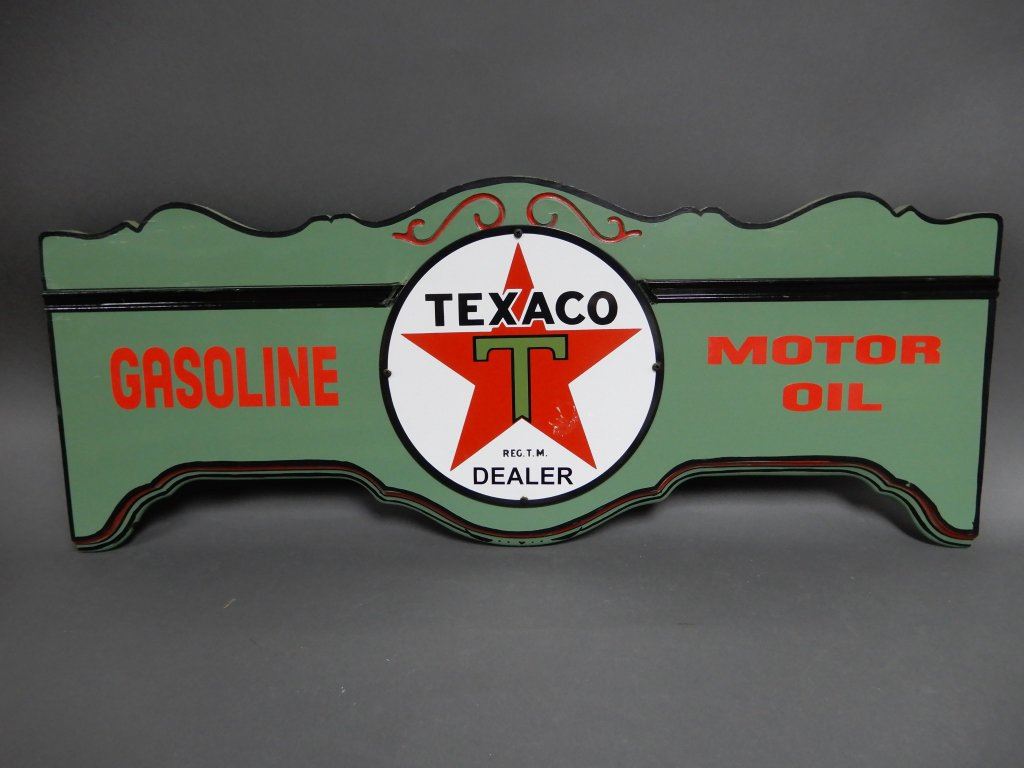 GASOLINE
TEXACO
T
REG. T.M.
DEALER
MOTOR
OIL